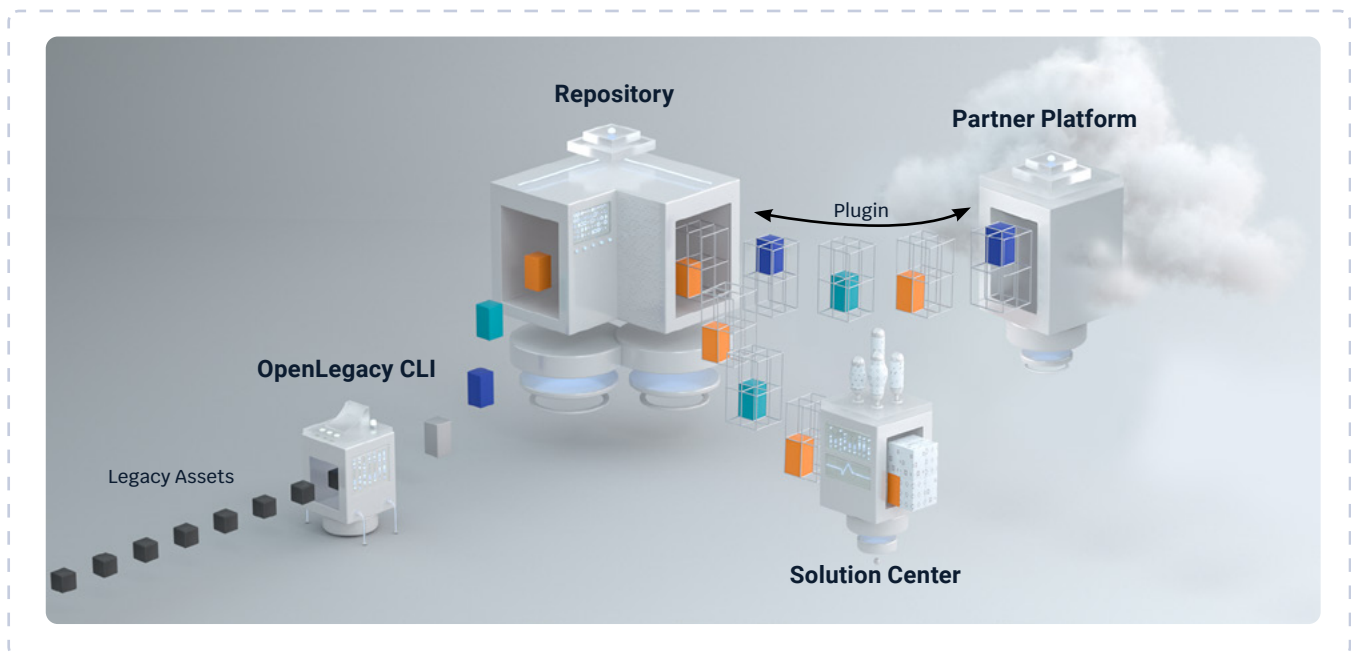 Repository
Partner Platform
Plugin
OpenLegacy CLI
Legacy Assets
Solution Center